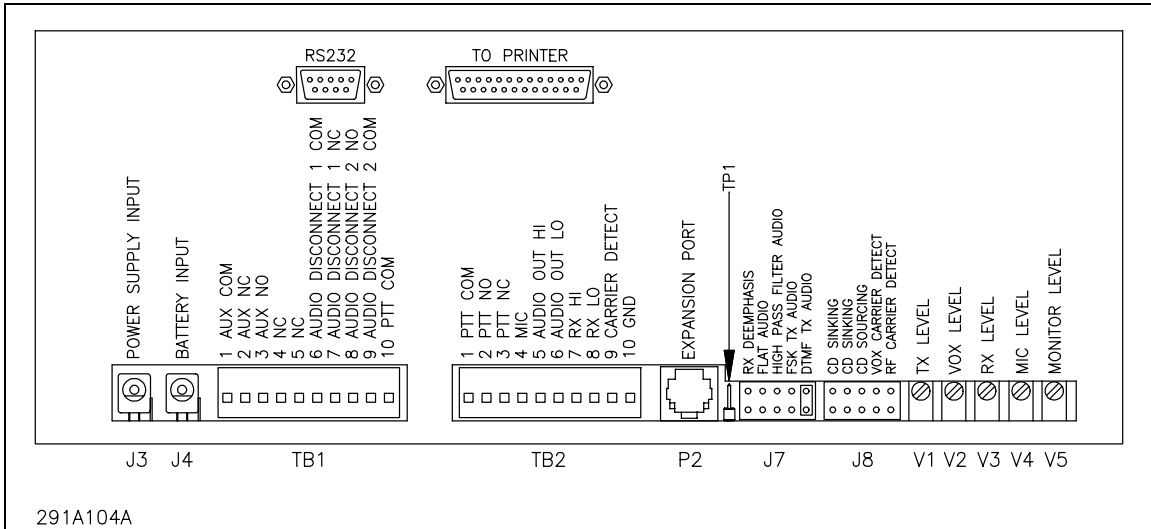 RS232
TO PRINTER
POWER SUPPLY INPUT
BATTERY INPUT
1 AUX COM
2 AUX NC
3 AUX NO
4 NC
5 NC
6 AUDIO DISCONNECT 1 COM
7 AUDIO DISCONNECT 1 NC
8 AUDIO DISCONNECT 2 NO
9 AUDIO DISCONNECT 2 COM
10 PTT COM
1 PTT COM
2 PTT NO
3 PTT NC
4 MIC
5 AUDIO OUT HI
6 AUDIO OUT LO
7 RX HI
8 RX LO
9 CARRIER DETECT
10 GND
EXPANSION PORT
TP1
RX DEEMPHASIS
FLAT AUDIO
HIGH PASS FILTER AUDIO
FSK TX AUDIO
DTMF TX AUDIO
CD SINKING
CD SINKING
CD SOURCING
VOX CARRIER DETECT
RF CARRIER DETECT
TX LEVEL
VOX LEVEL
RX LEVEL
MIC LEVEL
MONITOR LEVEL
J3
J4
TB1
TB2
P2
J7
J8
V1
V2
V3
V4
V5
291A104A